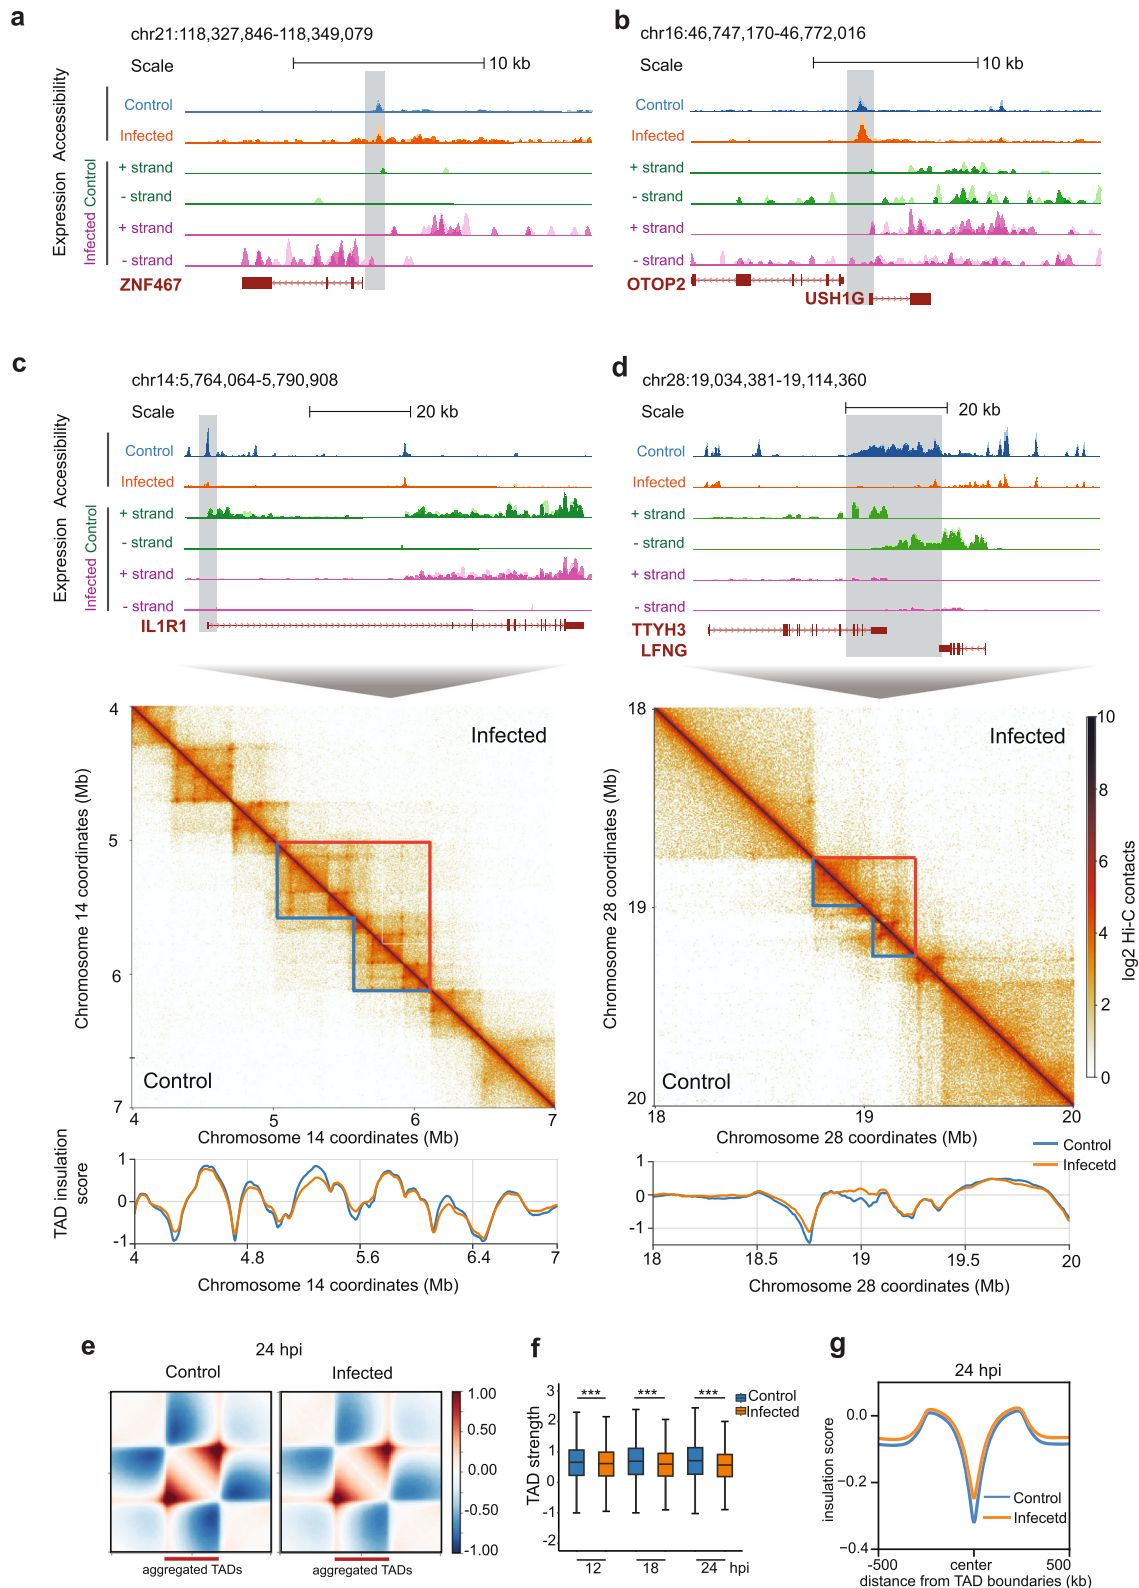 a
chr21:118,327,846-118,349,079
Scale
10 kb
Accessibility
Control
Infected
Expression
Control
+ strand
- strand
Infected
+ strand
- strand
ZNF467
b
chr16:46,747,170-46,772,016
Scale
10 kb
Control
Infected
+ strand
- strand
+ strand
- strand
OTOP2
USH1G
c
chr14:5,764,064-5,790,908
Scale
20 kb
Accessibility
Control
Infected
Expression
Control
+ strand
- strand
Infected
+ strand
- strand
IL1R1
d
chr28:19,034,381-19,114,360
Scale
20 kb
Control
Infected
+ strand
- strand
+ strand
- strand
TTYH3
LFNG
4
5
6
7
Chromosome 14 coordinates (Mb)
Infected
Control
4 5 6 7
Chromosome 14 coordinates (Mb)
18
19
20
Chromosome 28 coordinates (Mb)
Infected
Control
18 19 20
Chromosome 28 coordinates (Mb)
10
8
6
4
2
0
log2 Hi-C contacts
TAD insulation
score
1
0
-1
4 4.8 5.6 6.4 7
Chromosome 14 coordinates (Mb)
Control
Infecetd
1
0
-1
18 18.5 19 19.5 20
Chromosome 28 coordinates (Mb)
e
24 hpi
Control
Infected
1.00
0.50
0.00
-0.50
-1.00
aggregated TADs
aggregated TADs
f
TAD strength
3
2
1
0
-1
-2
*** *** ***
Control
Infected
12 18 24 hpi
g
24 hpi
insulation score
0.0
−0.2
−0.4
Control
Infecetd
-500 center 500
distance from TAD boundaries (kb)